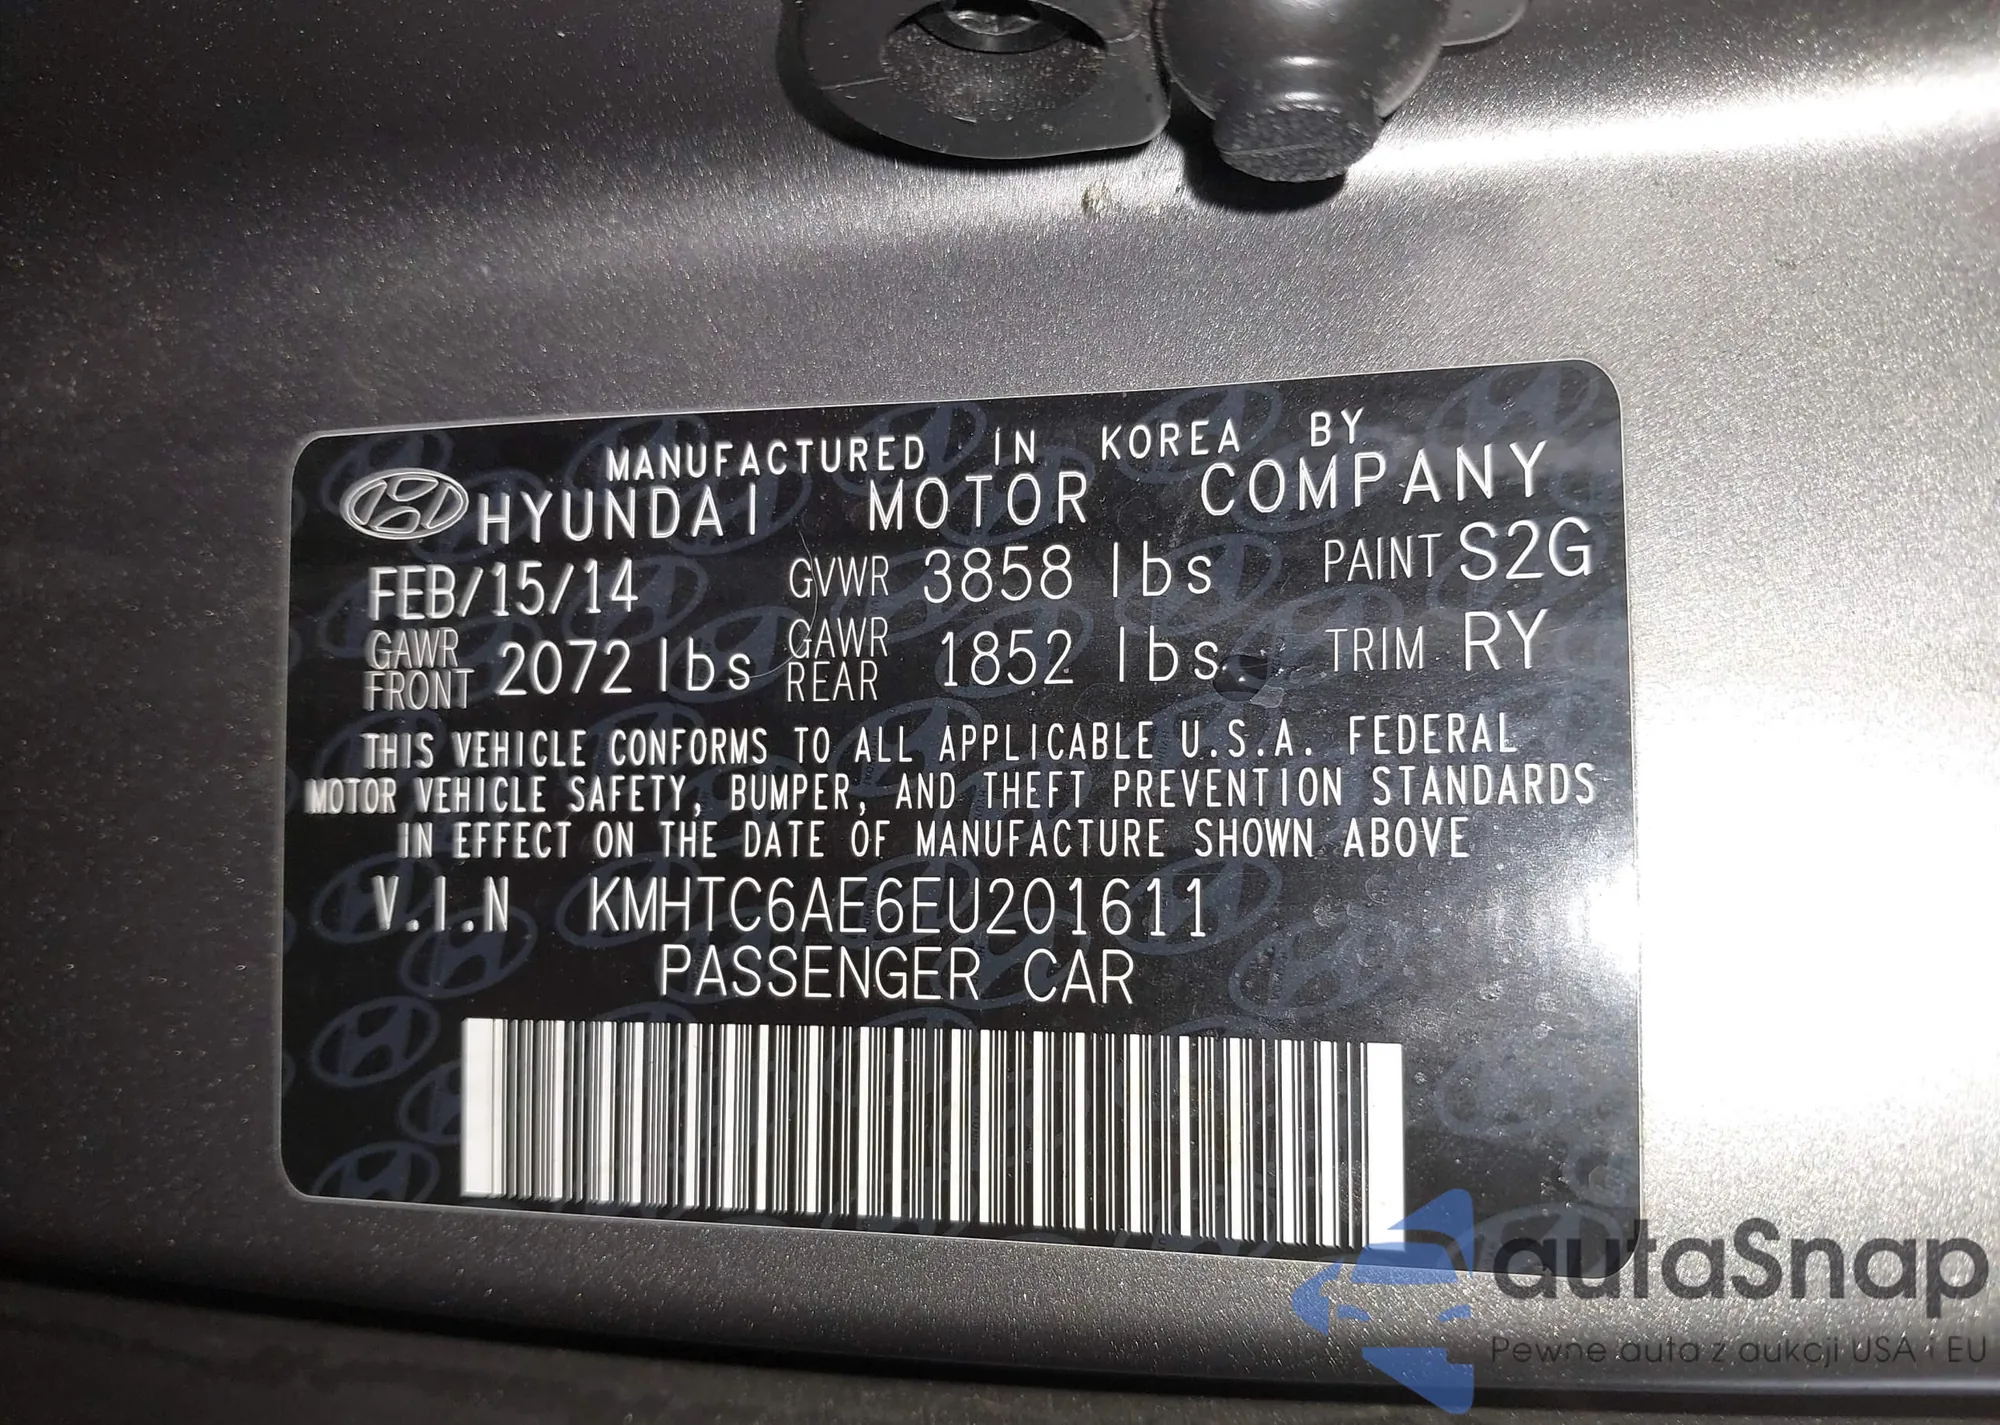 MANUFACTURED IN KOREA BY
HYUNDAI MOTOR COMPANY
FEB/15/14 GVWR 3858 lbs PAINT S2G
GAWR FRONT 2072 lbs GAWR REAR 1852 lbs. TRIM RY
THIS VEHICLE CONFORMS TO ALL APPLICABLE U.S.A. FEDERAL
MOTOR VEHICLE SAFETY, BUMPER, AND THEFT PREVENTION STANDARDS
IN EFFECT ON THE DATE OF MANUFACTURE SHOWN ABOVE
V.I.N KMHTC6AE6EU201611
PASSENGER CAR
autaSnap
Pewne auta z aukcji USA i EU